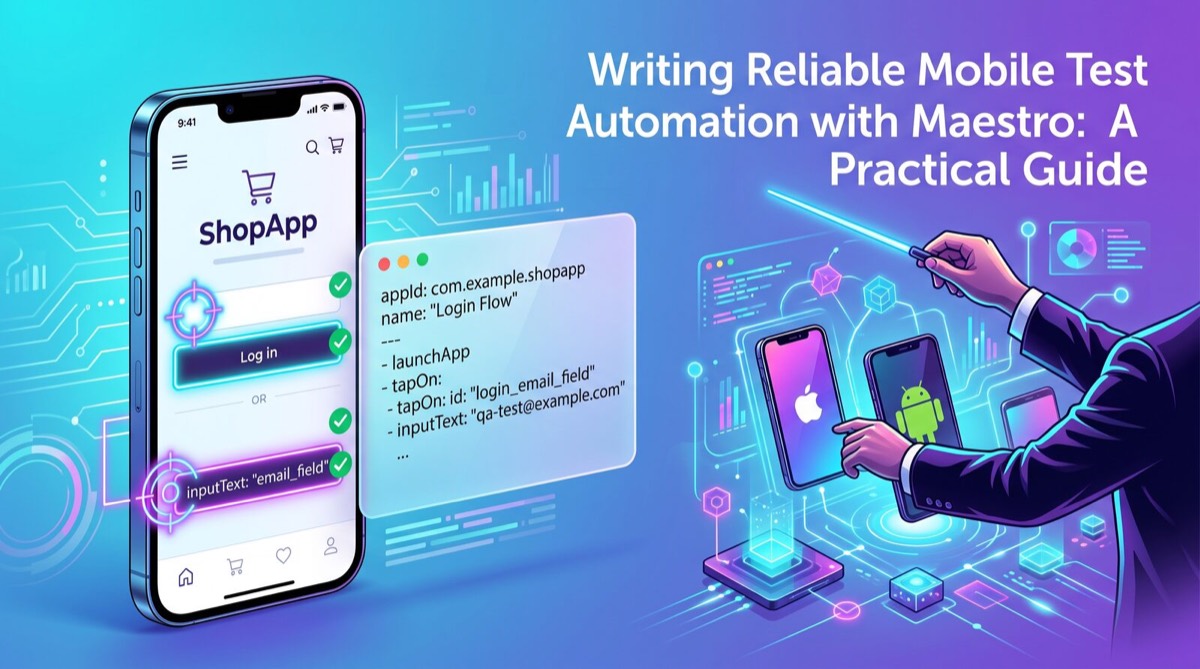 Writing Reliable Mobile Test
Automation with Maestro: A
Practical Guide
9:41
ShopApp
Log in
OR
inputText: "email_field"
appId: com.example.shopapp
name: "Login Flow"
---
- launchApp
- tapOn:
- tapOn: id: "login_email_field"
- inputText: "qa-test@example.com"
...